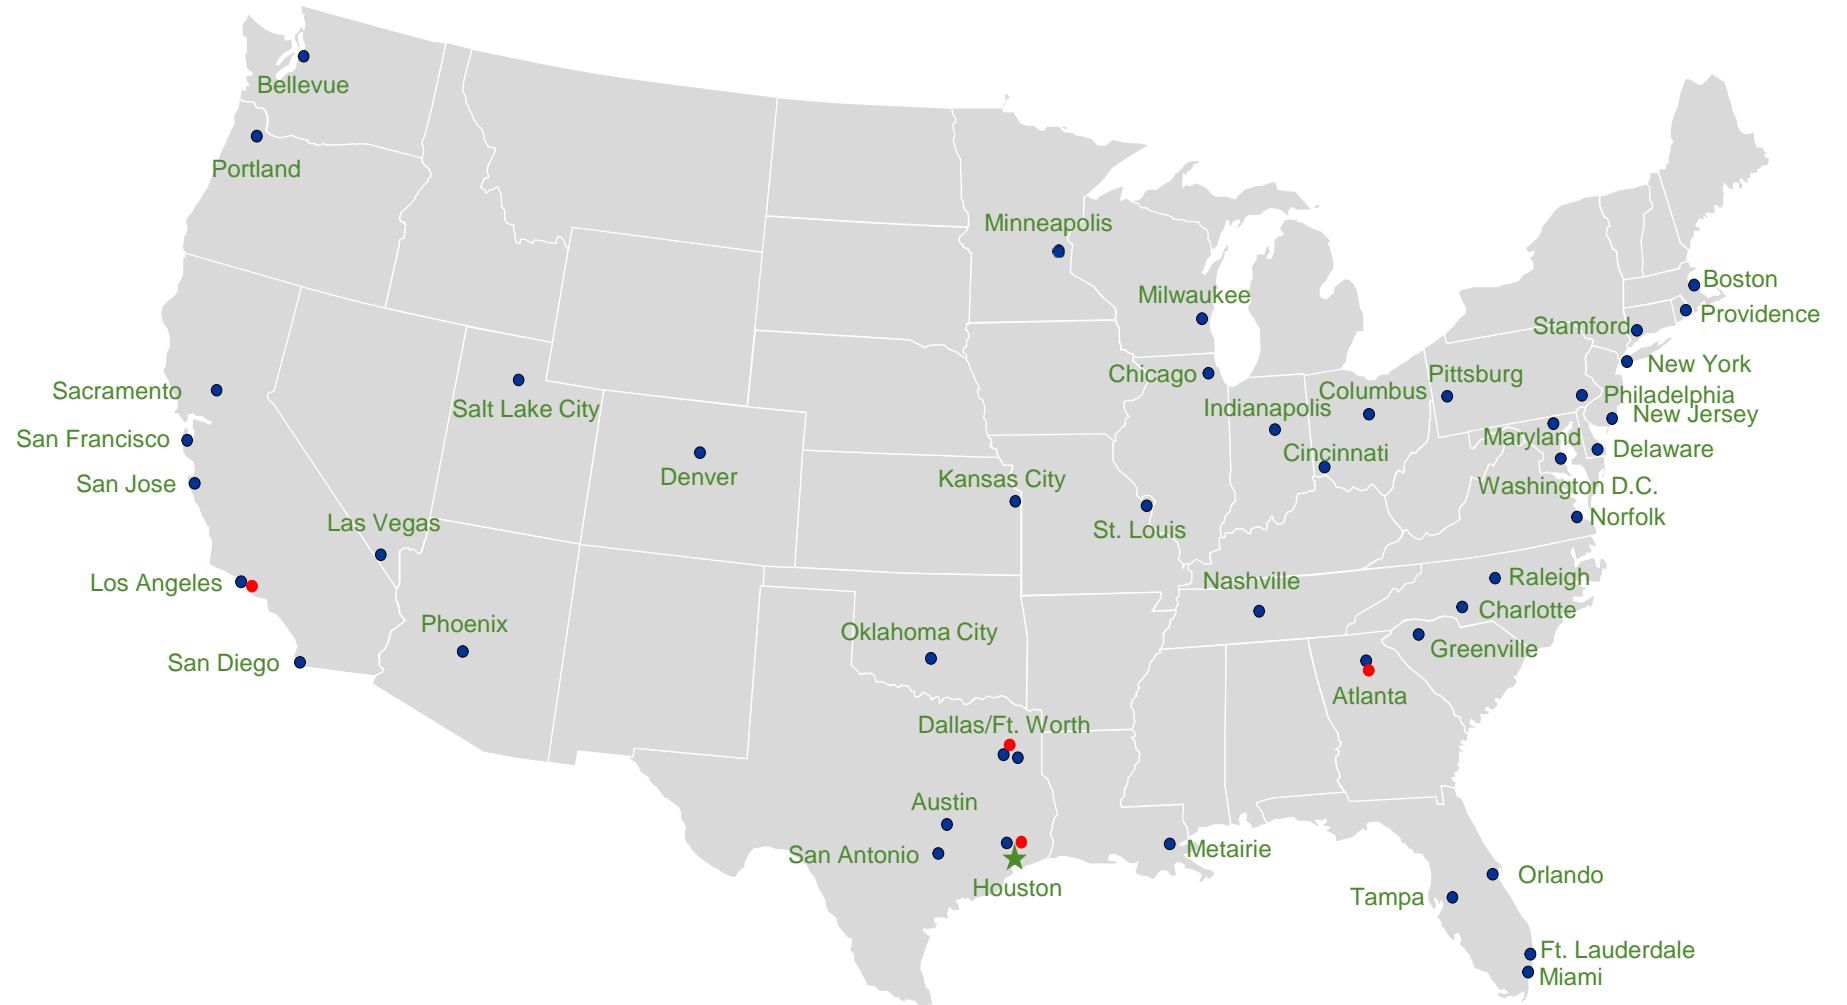 Bellevue
Portland
Minneapolis
Boston
Milwaukee
Providence
Stamford
New York
Chicago
Pittsburg
Columbus
Sacramento
Philadelphia
Salt Lake City
Indianapolis
New Jersey
San Francisco
Maryland
Delaware
Cincinnati
Denver
Kansas City
San Jose
Washington D.C.
Las Vegas
Norfolk
St. Louis
Los Angeles
Nashville
Raleigh
Charlotte
Phoenix
Oklahoma City
Greenville
San Diego
Atlanta
Dallas/Ft. Worth
Austin
Metairie
San Antonio
Orlando
Houston
Tampa
Ft. Lauderdale
Miami